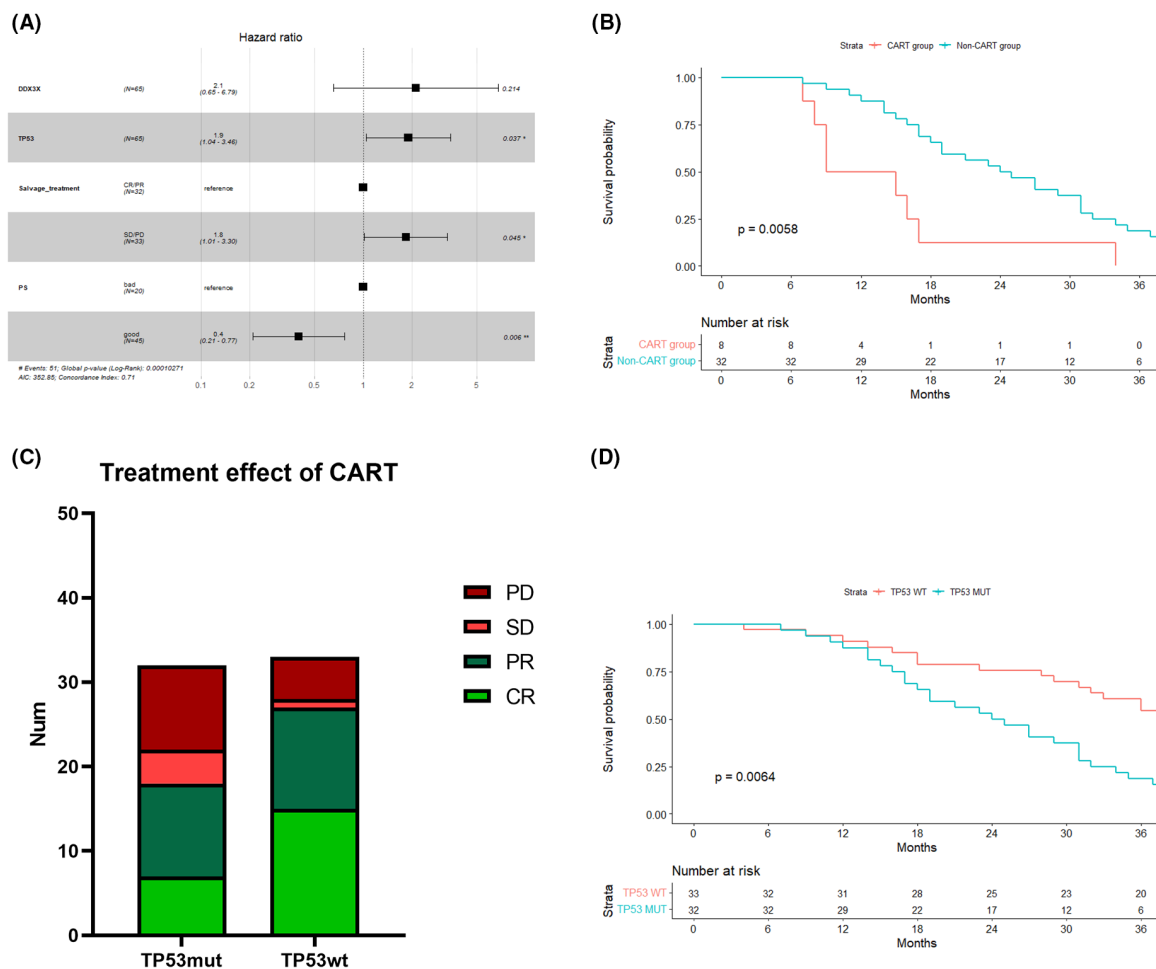 (A)
Hazard ratio
DDX3X (N=65) 2.1 (0.65 - 6.79) 0.214
TP53 (N=65) 1.9 (1.04 - 3.46) 0.037 *
Salvage_treatment CR/PR (N=32) reference
SD/PD (N=33) 1.8 (1.01 - 3.30) 0.045 *
PS bad (N=20) reference
good (N=45) 0.4 (0.21 - 0.77) 0.006 **
# Events: 51; Global p-value (Log-Rank): 0.00010271
AIC: 352.85; Concordance Index: 0.71
0.1 0.2 0.5 1 2 5
(B)
Strata CART group Non-CART group
Survival probability
1.00
0.75
0.50
0.25
0.00
p = 0.0058
0 6 12 18 24 30 36
Months
Number at risk
Strata
CART group 8 8 4 1 1 1 0
Non-CART group 32 32 29 22 17 12 6
0 6 12 18 24 30 36
Months
(C)
Treatment effect of CART
Num
50
40
30
20
10
0
TP53mut TP53wt
PD
SD
PR
CR
(D)
Strata TP53 WT TP53 MUT
Survival probability
1.00
0.75
0.50
0.25
0.00
p = 0.0064
0 6 12 18 24 30 36
Months
Number at risk
Strata
TP53 WT 33 32 31 28 25 23 20
TP53 MUT 32 32 29 22 17 12 6
0 6 12 18 24 30 36
Months